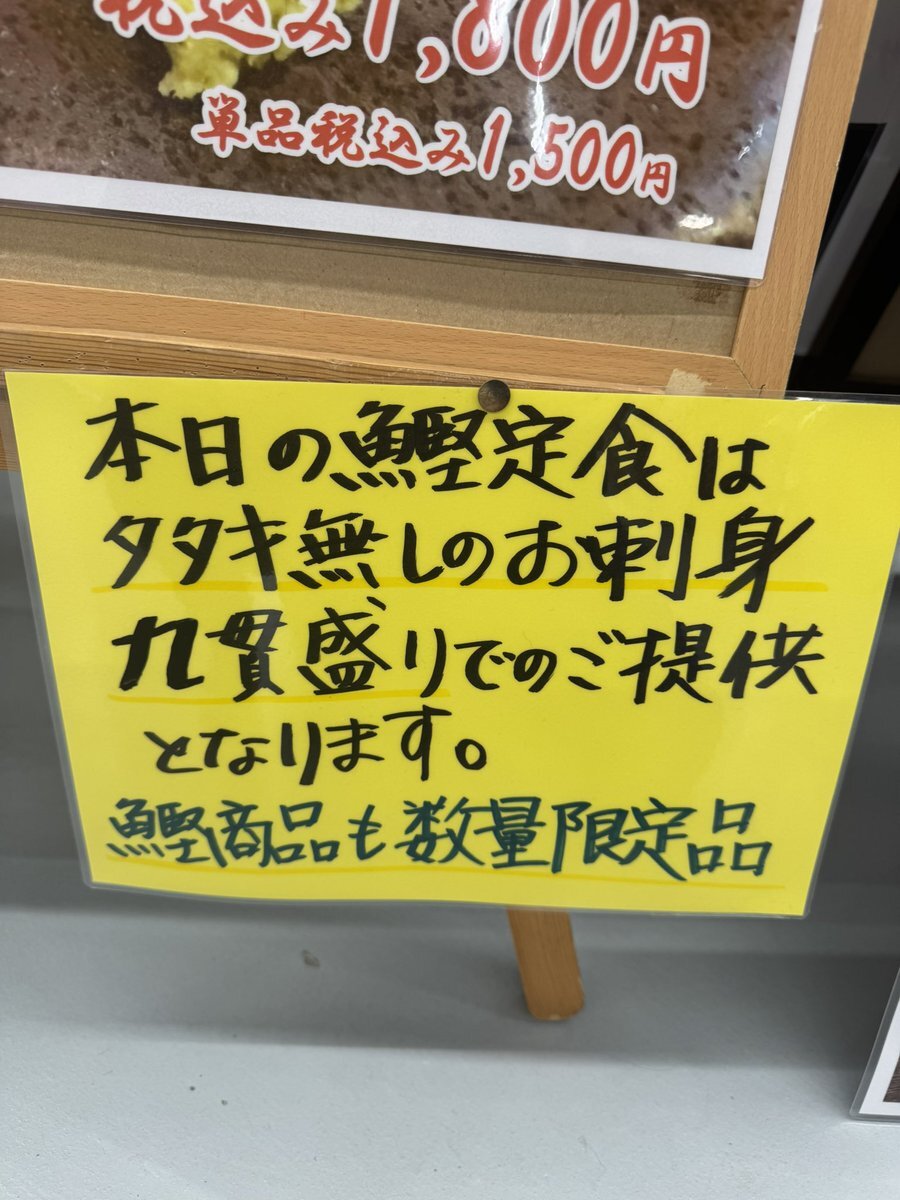 税込み1,800円
単品税込み1,500円
本日の鰹定食は
タタキ無しのお刺身
九貫盛りでのご提供
となります。
鰹商品も数量限定品